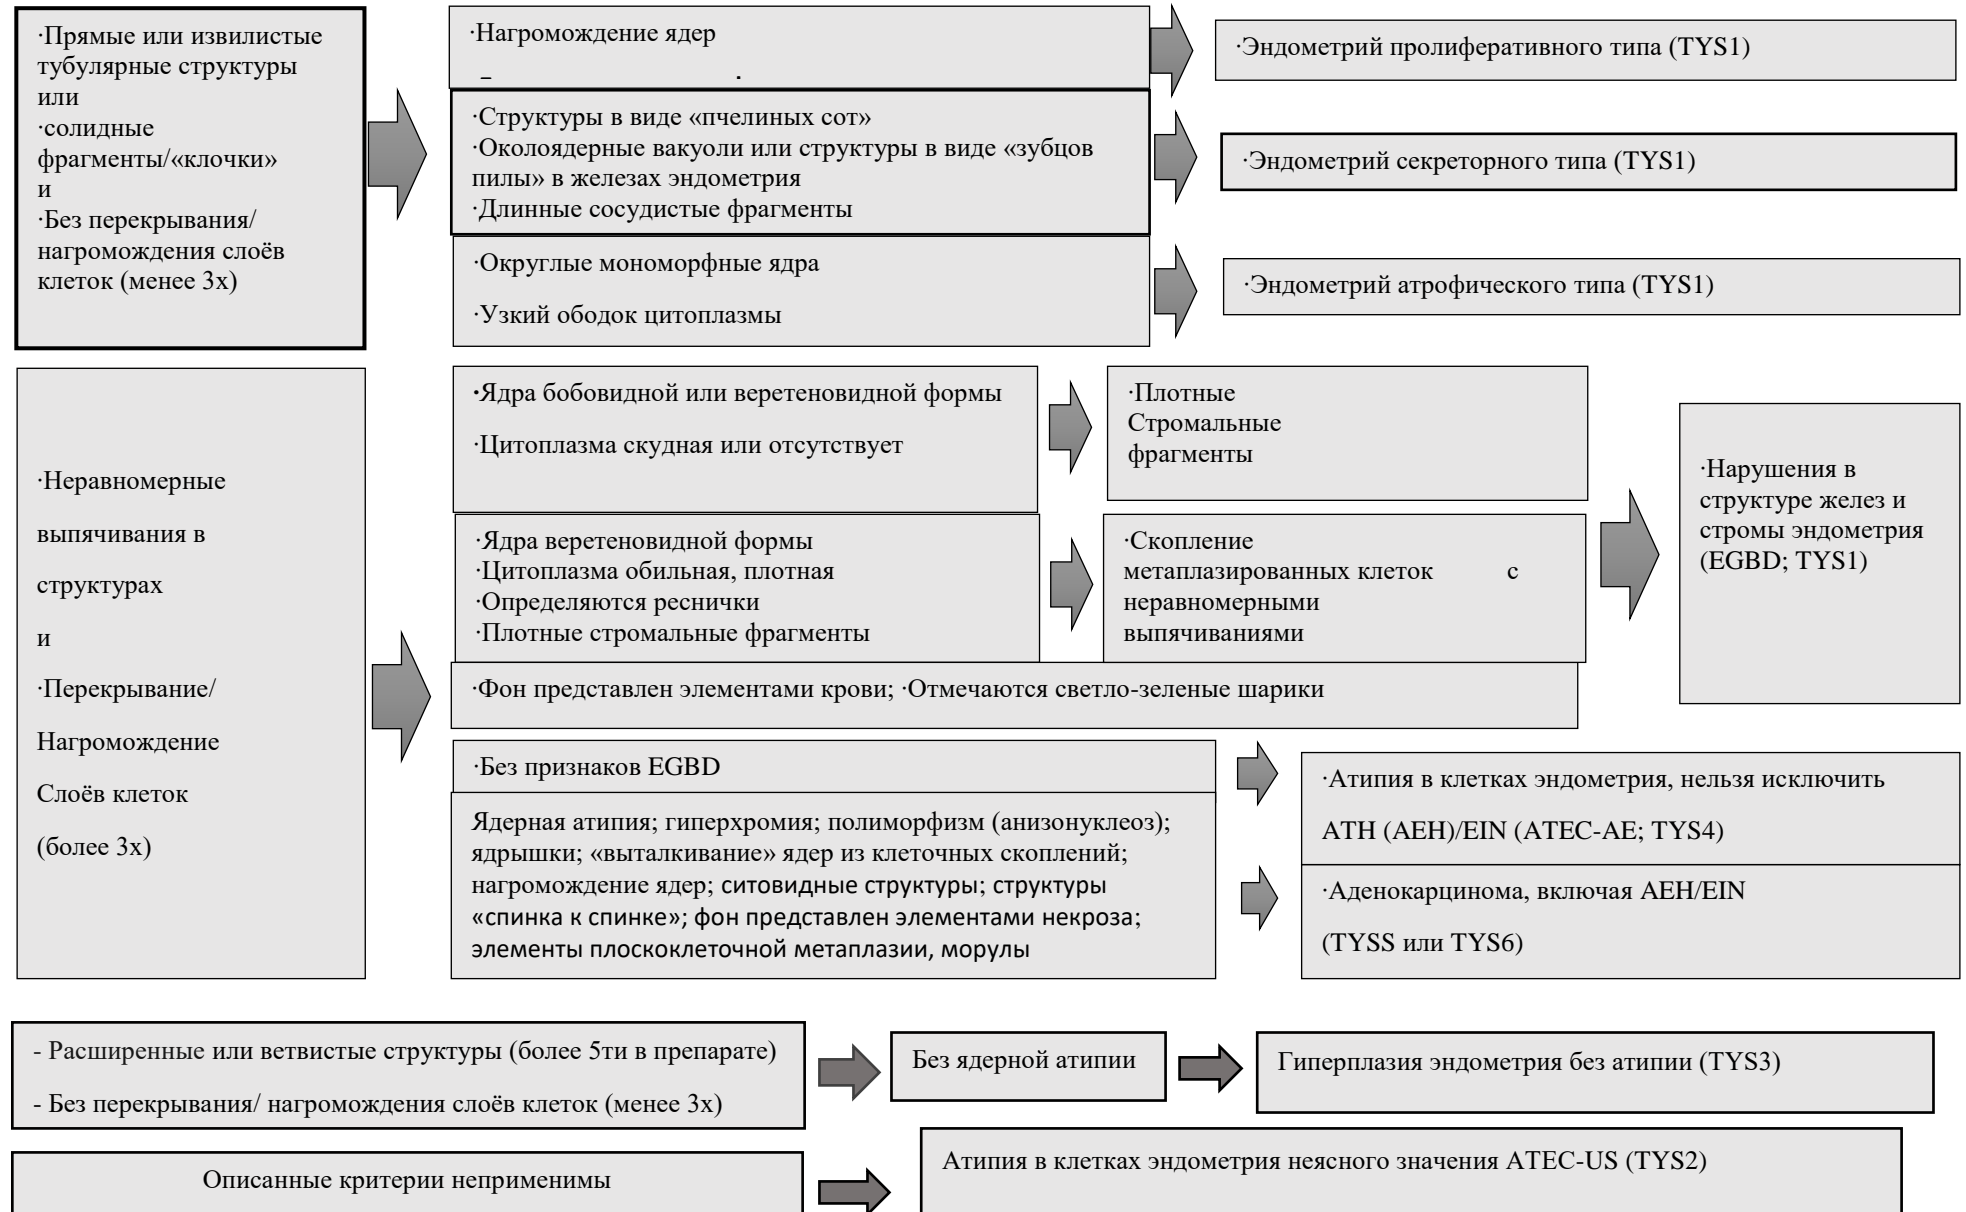 ·Прямые или извилистые
тубулярные структуры
или
·солидные
фрагменты/«клочки»
и
·Без перекрывания/
нагромождения слоёв
клеток (менее 3х)
·Нагромождение ядер
·Эндометрий пролиферативного типа (TYS1)
·Структуры в виде «пчелиных сот»
·Околоядерные вакуоли или структуры в виде «зубцов
пилы» в железах эндометрия
·Длинные сосудистые фрагменты
·Эндометрий секреторного типа (TYS1)
·Округлые мономорфные ядра
·Узкий ободок цитоплазмы
·Эндометрий атрофического типа (TYS1)
·Неравномерные
выпячивания в
структурах
и
·Перекрывание/
Нагромождение
Слоёв клеток
(более 3х)
·Ядра бобовидной или веретеновидной формы
·Цитоплазма скудная или отсутствует
·Плотные
Стромальные
фрагменты
·Ядра веретеновидной формы
·Цитоплазма обильная, плотная
·Определяются реснички
·Плотные стромальные фрагменты
·Скопление
метаплазированных клеток с
неравномерными
выпячиваниями
·Нарушения в
структуре желез и
стромы эндометрия
(EGBD; TYS1)
·Фон представлен элементами крови; ·Отмечаются светло-зеленые шарики
·Без признаков EGBD
Ядерная атипия; гиперхромия; полиморфизм (анизонуклеоз);
ядрышки; «выталкивание» ядер из клеточных скоплений;
нагромождение ядер; ситовидные структуры; структуры
«спинка к спинке»; фон представлен элементами некроза;
элементы плоскоклеточной метаплазии, морулы
·Атипия в клетках эндометрия, нельзя исключить
ATH (AEH)/EIN (ATEC-AE; TYS4)
·Аденокарцинома, включая AEH/EIN
(TYSS или TYS6)
- Расширенные или ветвистые структуры (более 5ти в препарате)
- Без перекрывания/ нагромождения слоёв клеток (менее 3х)
Без ядерной атипии
Гиперплазия эндометрия без атипии (TYS3)
Описанные критерии неприменимы
Атипия в клетках эндометрия неясного значения ATEC-US (TYS2)